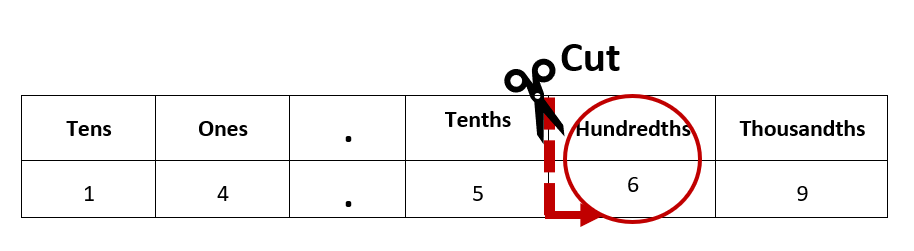 Cut
Tens Ones . Tenths Hundredths Thousandths
1 4 . 5 6 9